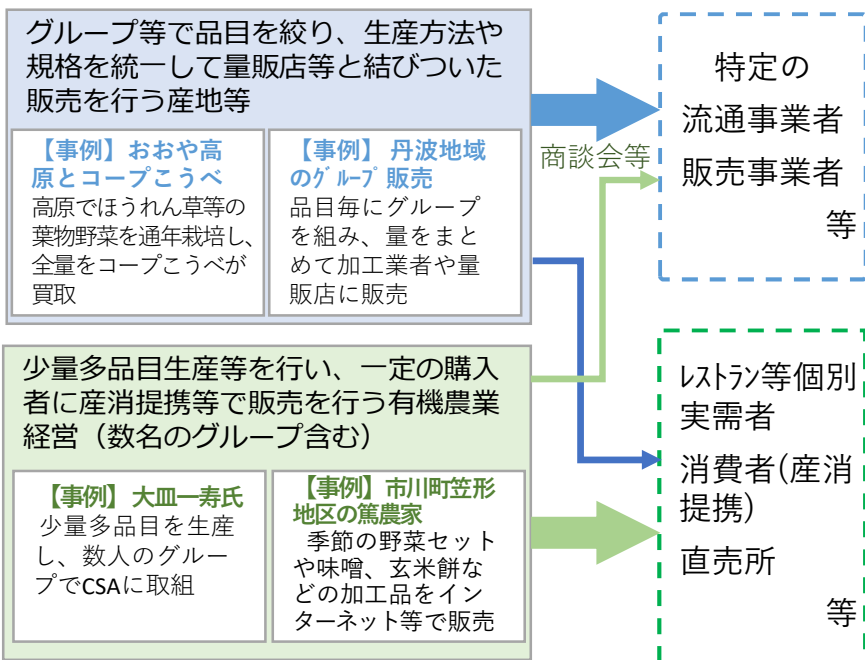 グループ等で品目を絞り、生産方法や
規格を統一して量販店等と結びついた
販売を行う産地等
【事例】おおや高
原とコープこうべ
高原でほうれん草等の
葉物野菜を通年栽培し、
全量をコープこうべが
買取
【事例】 丹波地域
のグループ 販売
品目毎にグループ
を組み、量をまと
めて加工業者や量
販店に販売
商談会等
特定の
流通事業者
販売事業者
等
少量多品目生産等を行い、一定の購入
者に産消提携等で販売を行う有機農業
経営（数名のグループ含む）
【事例】 大皿一寿氏
少量多品目を生産
し、数人のグルー
プでCSAに取組
【事例】市川町笠形
地区の篤農家
季節の野菜セット
や味噌、玄米餅な
どの加工品をイン
ターネット等で販売
レストラン等個別
実需者
消費者(産消
提携)
直売所
等